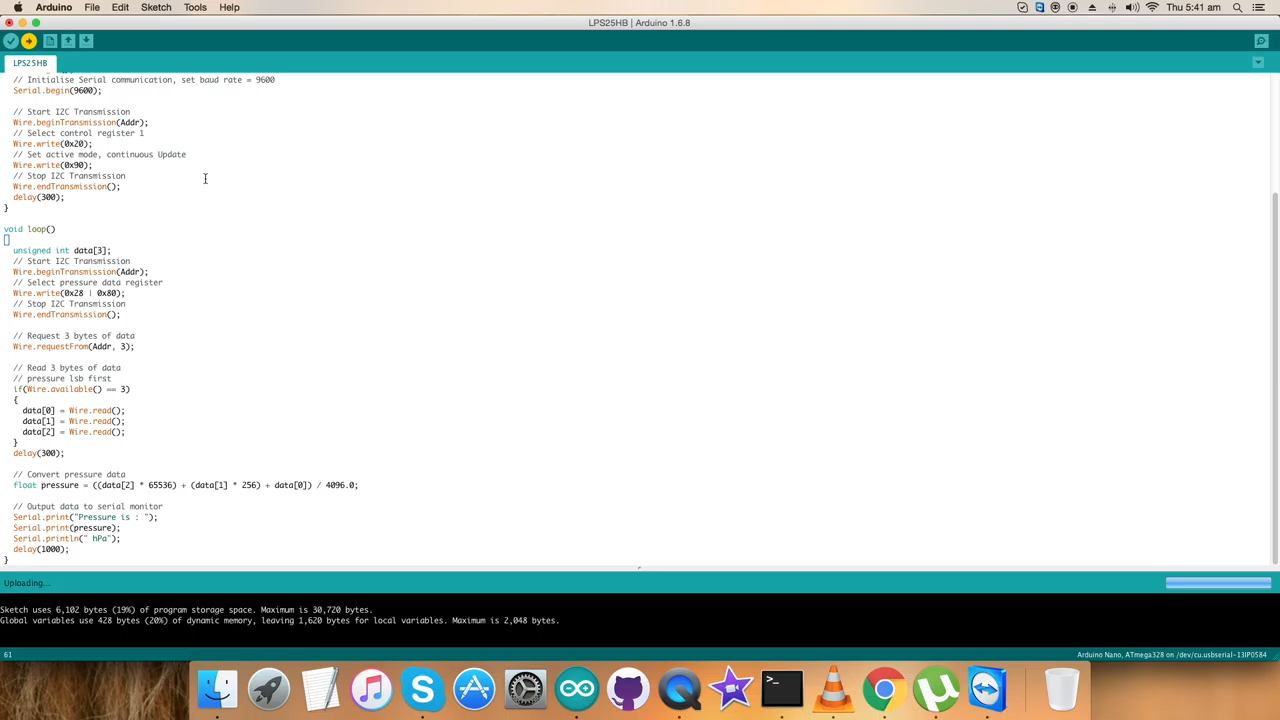 Arduino File Edit Sketch Tools Help Thu 5:41 am
LPS25HB | Arduino 1.6.8
LPS25HB
// Initialise Serial communication, set baud rate = 9600
Serial.begin(9600);
// Start I2C Transmission
Wire.beginTransmission(Addr);
// Select control register 1
Wire.write(0x20);
// Set active mode, continuous Update
Wire.write(0x90);
// Stop I2C Transmission
Wire.endTransmission();
delay(300);
}
void loop()
unsigned int data[3];
// Start I2C Transmission
Wire.beginTransmission(Addr);
// Select pressure data register
Wire.write(0x28 | 0x80);
// Stop I2C Transmission
Wire.endTransmission();
// Request 3 bytes of data
Wire.requestFrom(Addr, 3);
// Read 3 bytes of data
// pressure lsb first
if(Wire.available() == 3)
{
data[0] = Wire.read();
data[1] = Wire.read();
data[2] = Wire.read();
}
delay(300);
// Convert pressure data
float pressure = ((data[2] * 65536) + (data[1] * 256) + data[0]) / 4096.0;
// Output data to serial monitor
Serial.print("Pressure is : ");
Serial.print(pressure);
Serial.println(" hPa");
delay(1000);
}
Uploading...
Sketch uses 6,102 bytes (19%) of program storage space. Maximum is 30,720 bytes.
Global variables use 428 bytes (20%) of dynamic memory, leaving 1,620 bytes for local variables. Maximum is 2,048 bytes.
61 Arduino Nano, ATmega328 on /dev/cu.usbserial-13IP0584